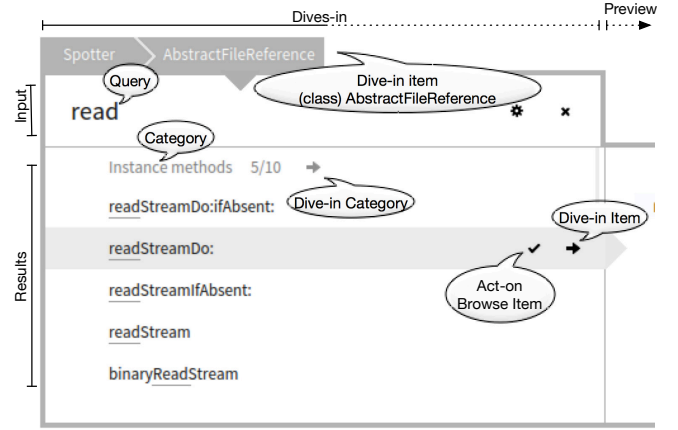 Dives-in
Preview
Spotter
AbstractFileReference
Query
Dive-in item
(class) AbstractFileReference
Input
read
Category
Instance methods 5/10
Dive-in Category
readStreamDo:ifAbsent:
Dive-in Item
readStreamDo:
Results
Act-on
Browse Item
readStreamIfAbsent:
readStream
binaryReadStream